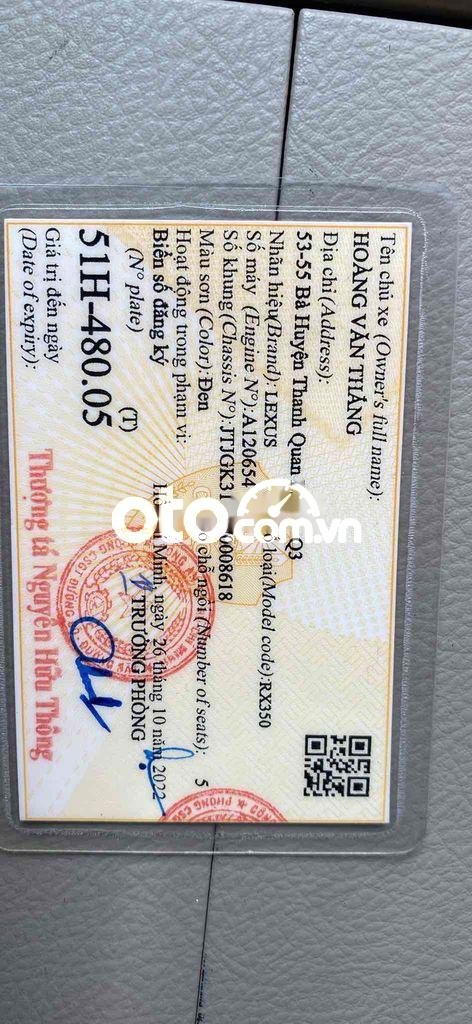 Tên chủ xe (Owner's full name):
HOÀNG VĂN THẮNG
Địa chỉ (Address):
53-55 Bà Huyện Thanh Quan Q3
Nhãn hiệu(Brand): LEXUS loại(Model code):RX350
Số máy (Engine N°):A120654
Số khung(Chassis N°):JTJGK31 0008618
Màu sơn (Color): Đen chỗ ngồi (Number of seats): 5
Hoạt động trong phạm vi:
Biển số đăng ký Minh, ngày 26 tháng 10 năm 2022
(N° plate) TRƯỞNG PHÒNG
51H-480.05 (T)
Giá trị đến ngày
(Date of expiry):
Thượng tá Nguyễn Hữu Thông
oto.com.vn